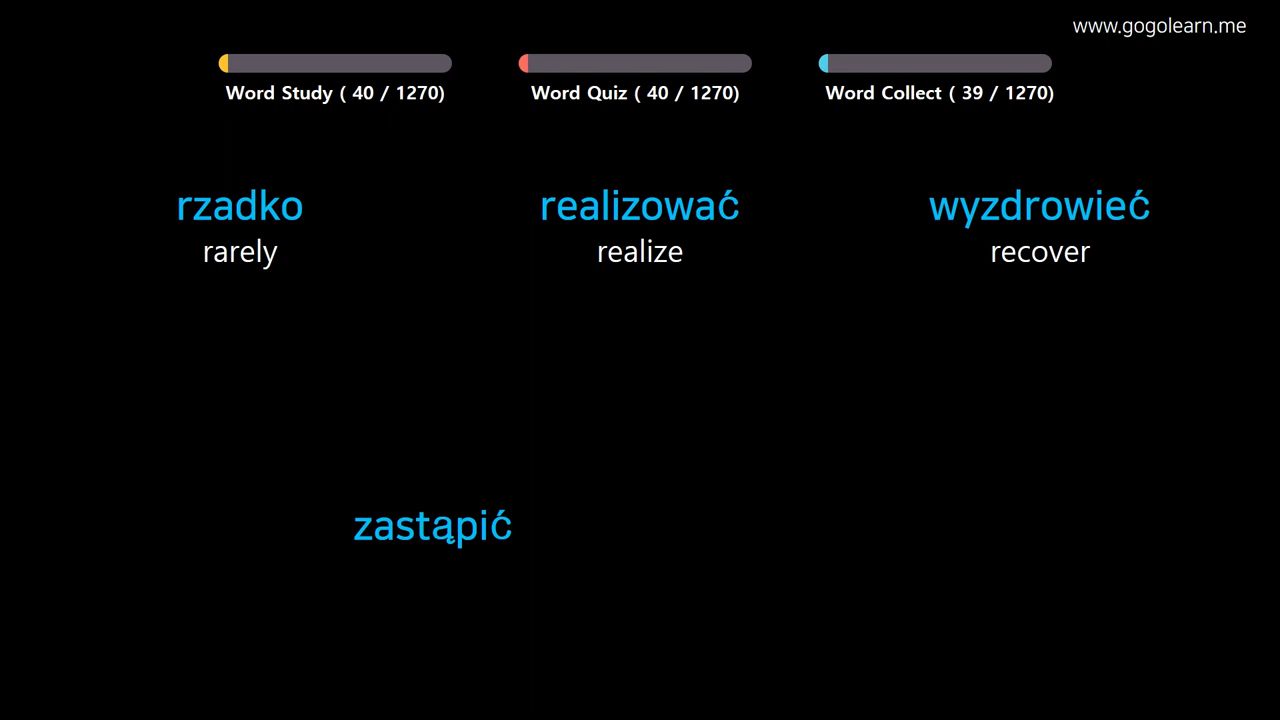 www.gogolearn.me
Word Study ( 40 / 1270)
Word Quiz ( 40 / 1270)
Word Collect ( 39 / 1270)
rzadko
rarely
realizować
realize
wyzdrowieć
recover
zastąpić